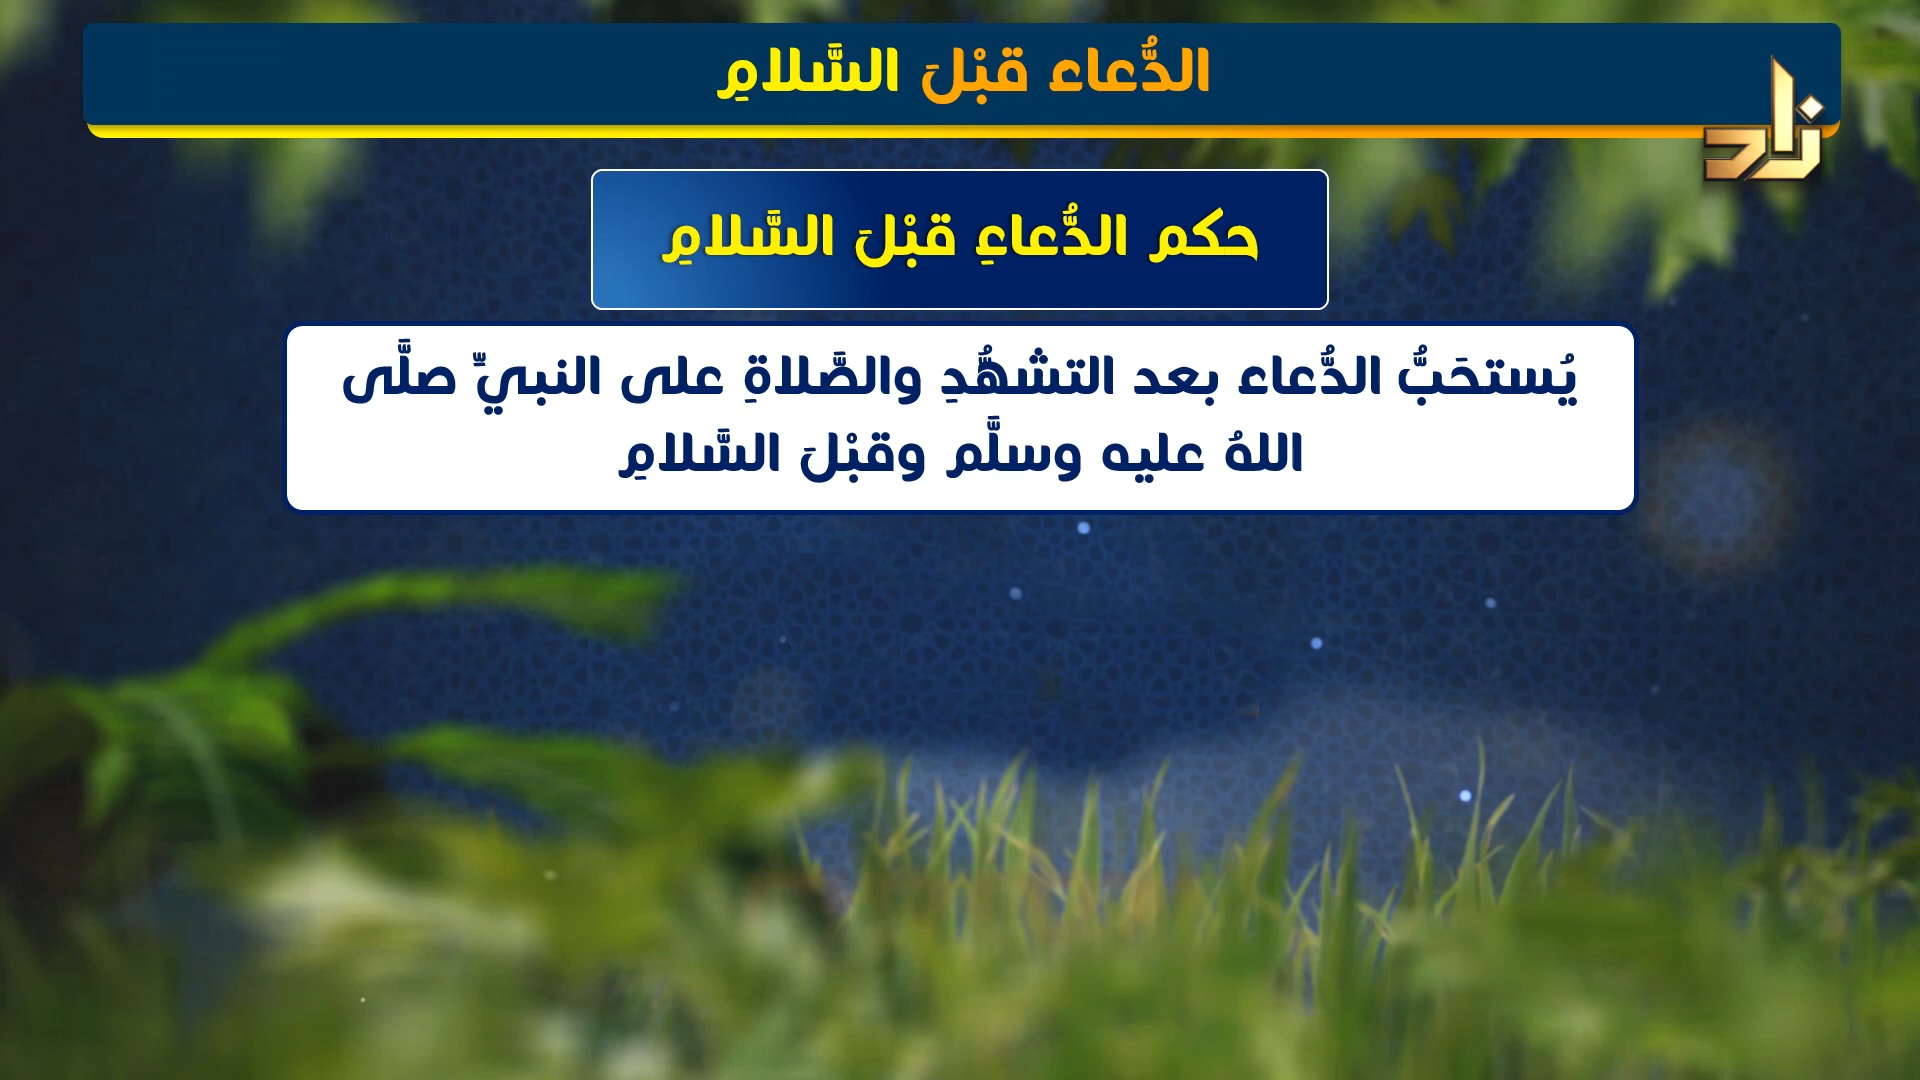 الدُّعاء قبْلَ السَّلامِ
زاد
حكم الدُّعاءِ قبْلَ السَّلامِ
يُستحَبُّ الدُّعاء بعد التشهُّدِ والصَّلاةِ على النبيِّ صلَّى
اللهُ عليه وسلَّم وقبْلَ السَّلامِ